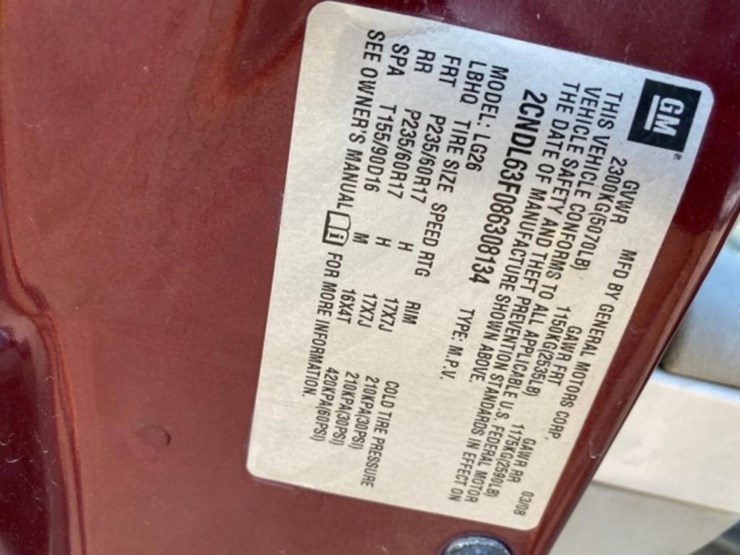 GM®
MFD BY GENERAL MOTORS CORP. 03/08
GVWR GAWR FRT GAWR RR
2300KG(5070LB) 1150KG(2535LB) 1175KG(2590LB)
THIS VEHICLE CONFORMS TO ALL APPLICABLE U.S. FEDERAL MOTOR
VEHICLE SAFETY AND THEFT PREVENTION STANDARDS IN EFFECT ON
THE DATE OF MANUFACTURE SHOWN ABOVE.
2CNDL63F086308134 TYPE: M.P.V.
MODEL: LG26
LBHQ TIRE SIZE SPEED RTG RIM COLD TIRE PRESSURE
FRT P235/60R17 H 17X7J 210KPA(30PSI)
RR P235/60R17 H 17X7J 210KPA(30PSI)
SPA T155/90D16 M 16X4T 420KPA(60PSI)
SEE OWNER'S MANUAL i FOR MORE INFORMATION.